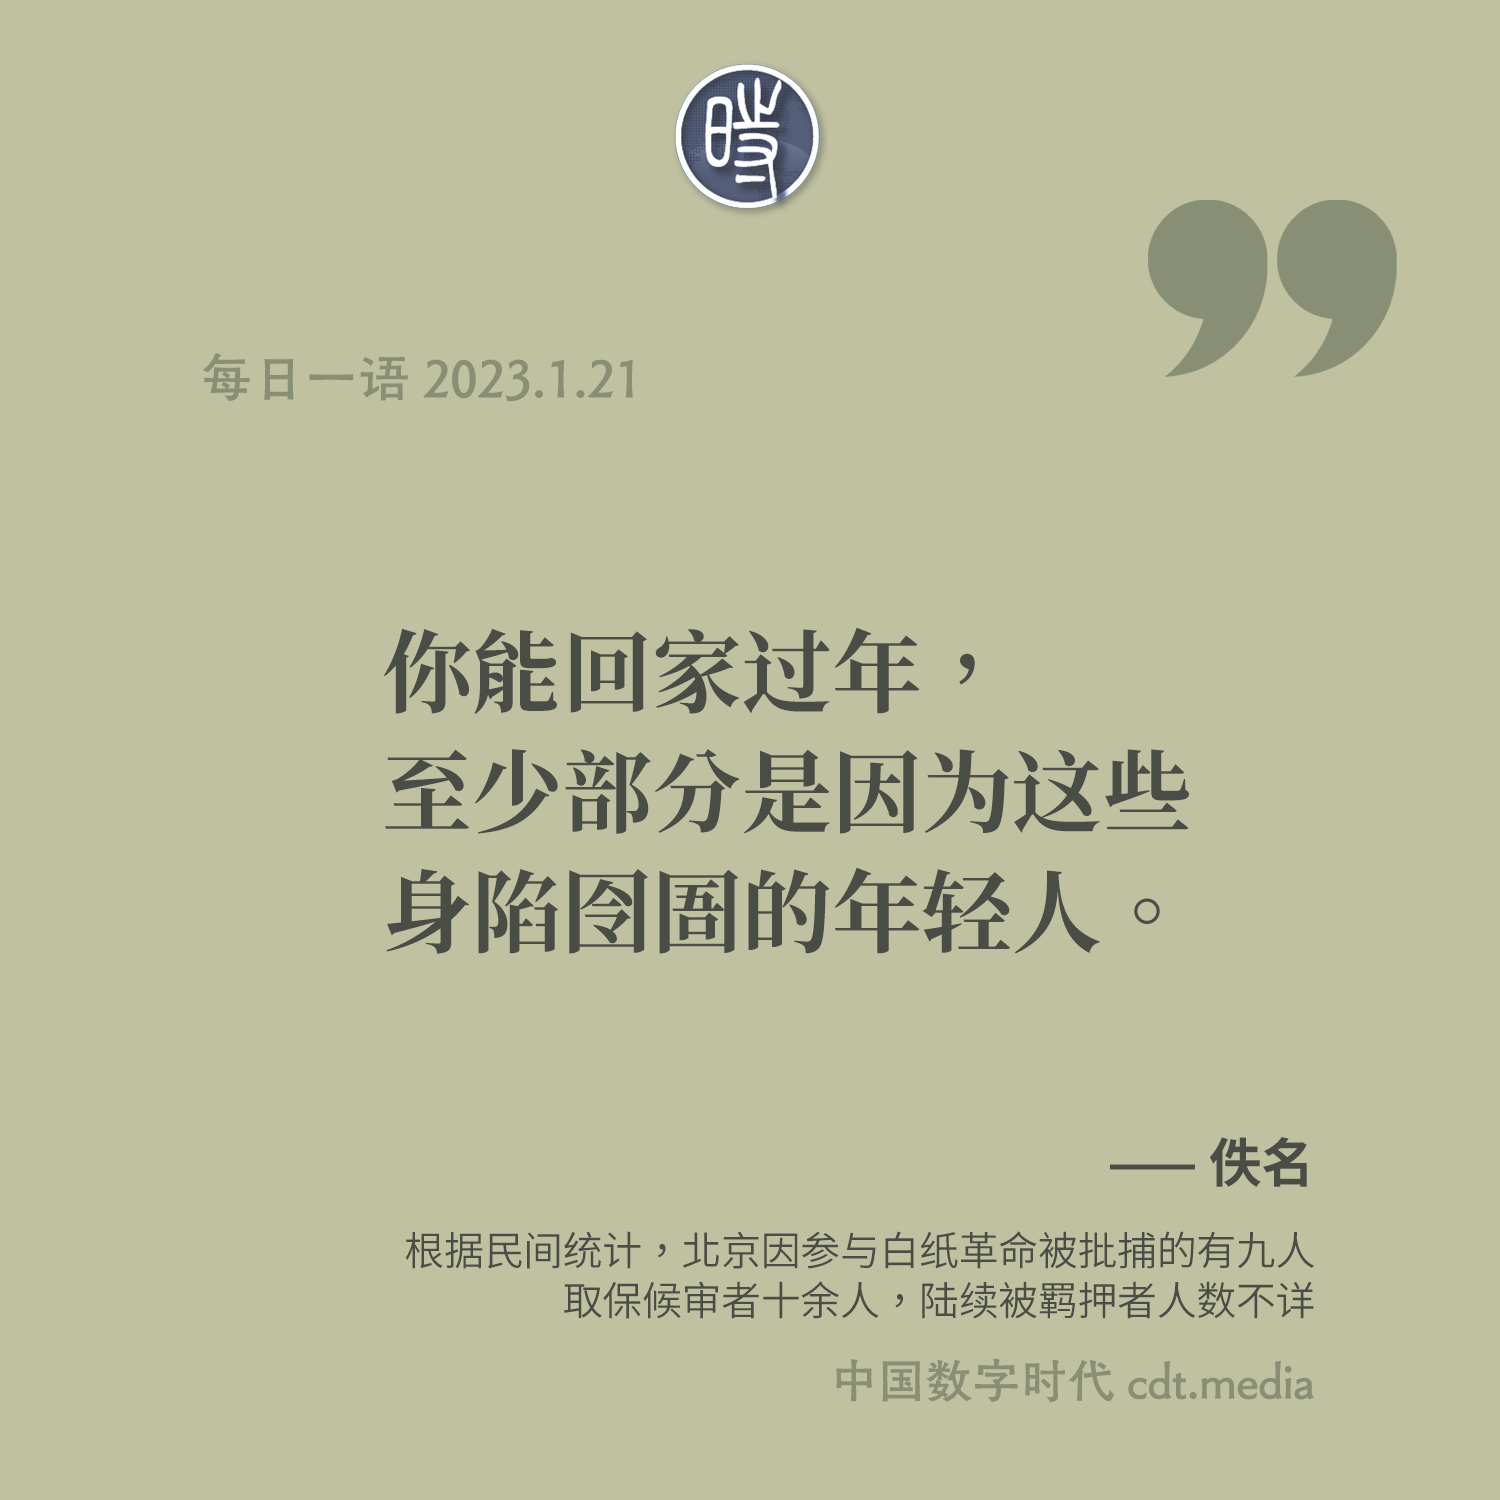 時
每日一语 2023.1.21
你能回家过年，
至少部分是因为这些
身陷囹圄的年轻人。
—— 佚名
根据民间统计，北京因参与白纸革命被批捕的有九人
取保候审者十余人，陆续被羁押者人数不详
中国数字时代 cdt.media